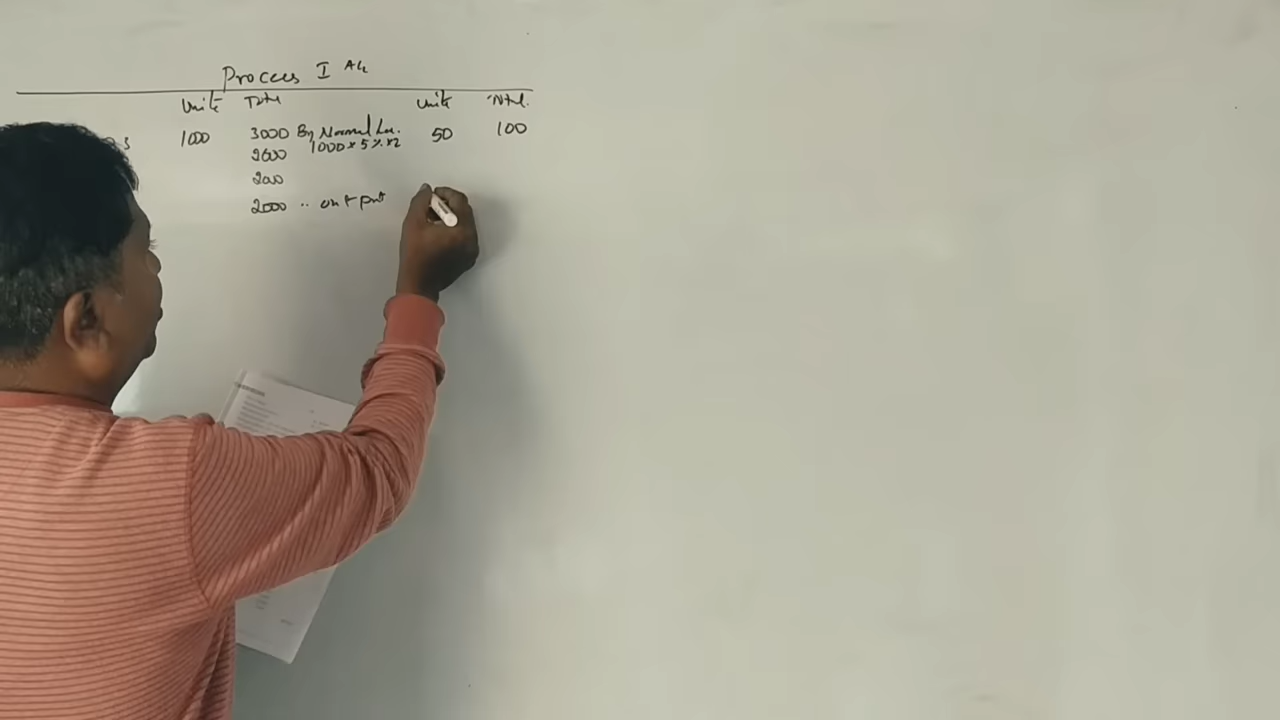 Process I A/c
Units Total Units Total
@3 1000 3000 By Normal Loss 50 100
2600 1000 x 5% x 2
200
2000 .. output